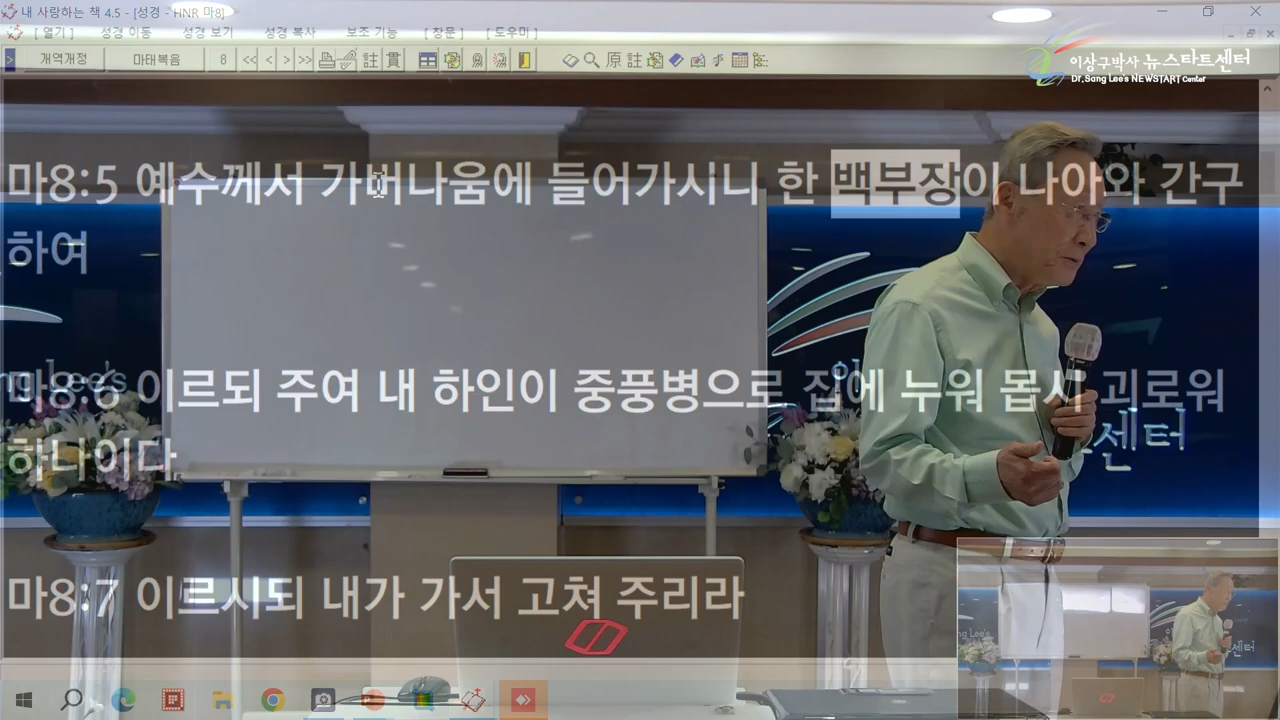 내 사랑하는 책 4.5 - [성경 - HNR 마8]
[ 열기 ] 성경 이동 성경 보기 성경 복사 보조 기능 [ 창문 ] [ 도우미 ]
> 개역개정 마태복음 8 << < > >> 註 貫 原 註
이상구박사 뉴스타트센터
Dr.Sang Lee's NEWSTART Center
마8:5 예수께서 가버나움에 들어가시니 한 백부장이 나아와 간구
하여
마8:6 이르되 주여 내 하인이 중풍병으로 집에 누워 몹시 괴로워
하나이다
마8:7 이르시되 내가 가서 고쳐 주리라
센터